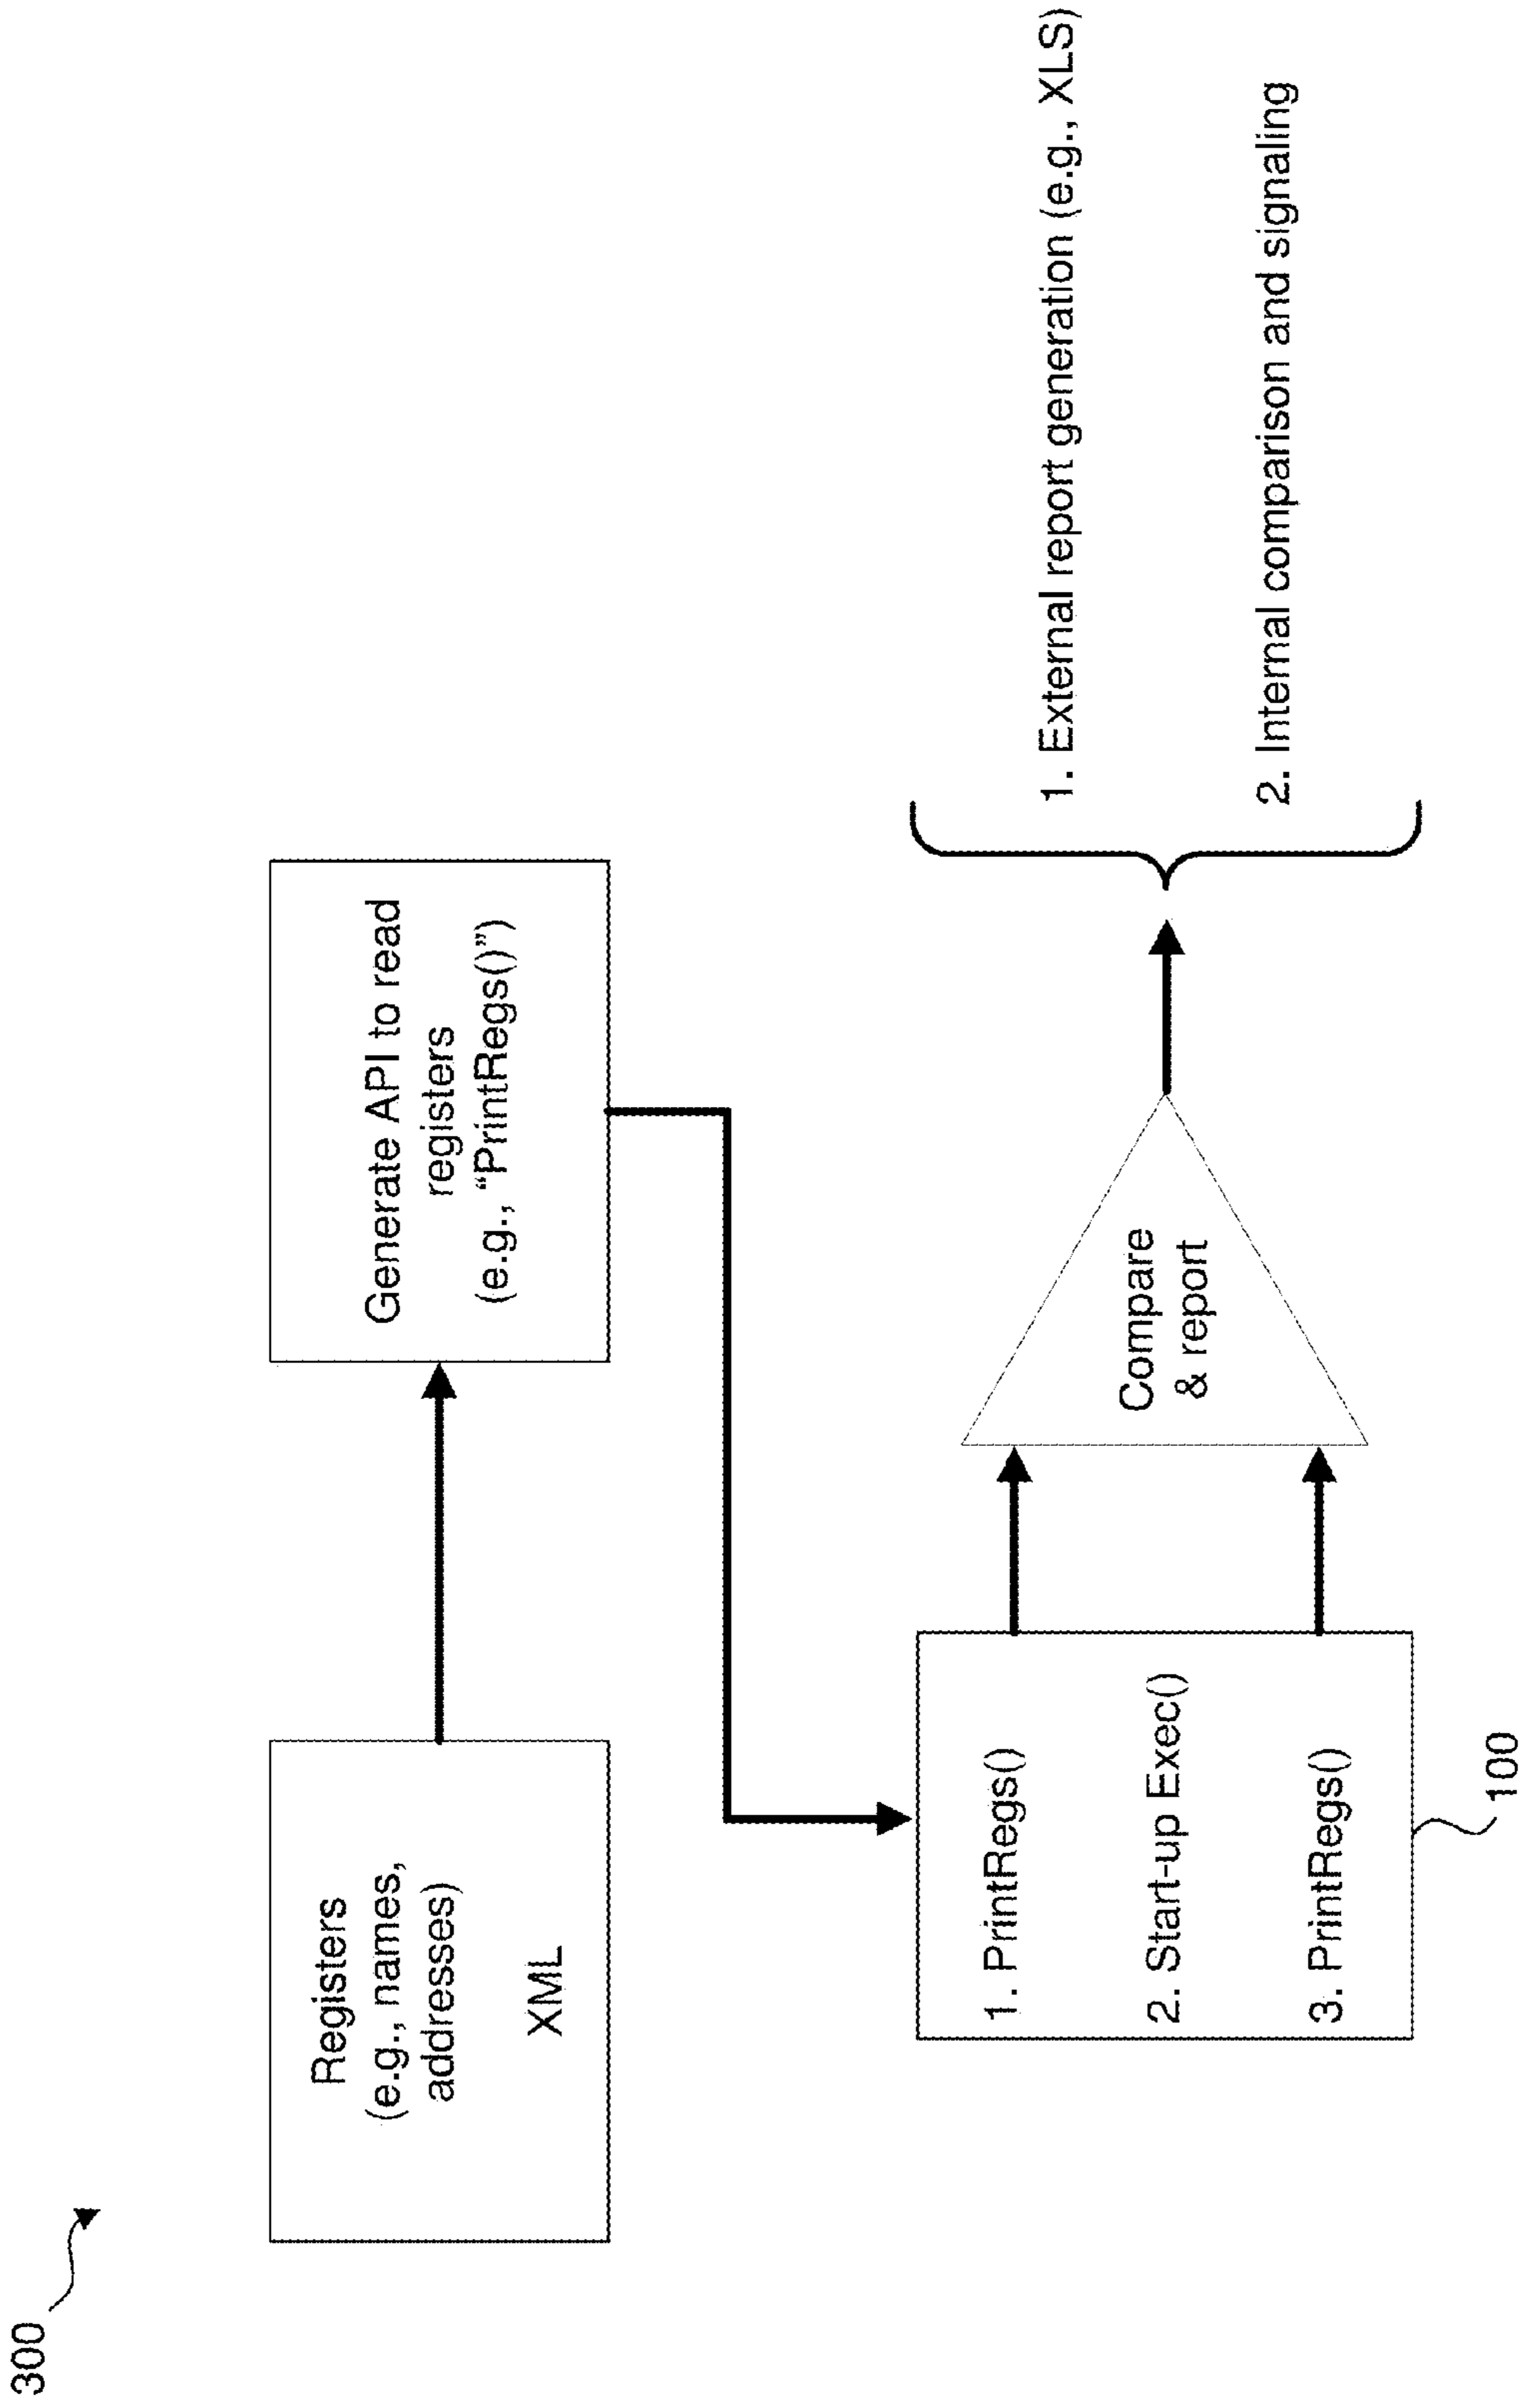 300
Registers
(e.g., names,
addresses)
XML
Generate API to read
registers
(e.g., “PrintRegs()”)
1. PrintRegs()
2. Start-up Exec()
3. PrintRegs()
100
Compare
& report
1. External report generation (e.g., XLS)
2. Internal comparison and signaling